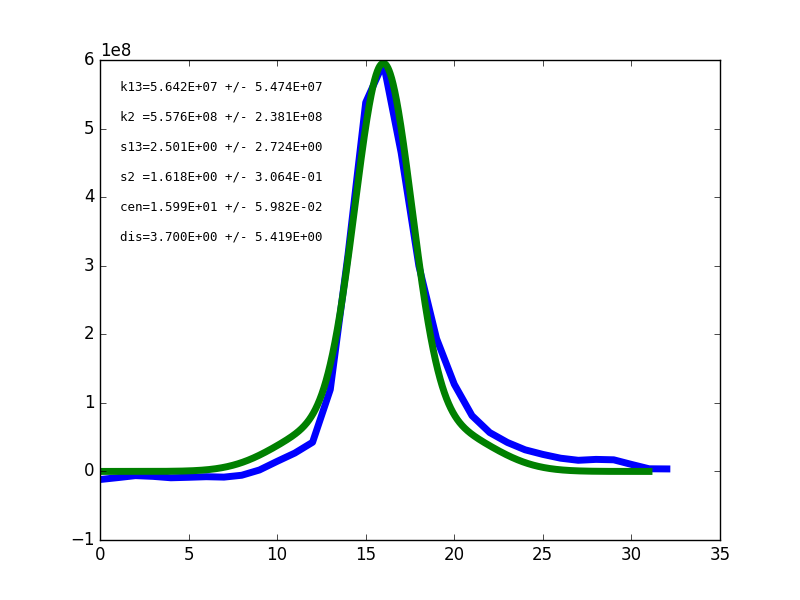 1e8
6
k13=5.642E+07 +/- 5.474E+07
k2 =5.576E+08 +/- 2.381E+08
5
s13=2.501E+00 +/- 2.724E+00
s2 =1.618E+00 +/- 3.064E-01
4
cen=1.599E+01 +/- 5.982E-02
dis=3.700E+00 +/- 5.419E+00
3
2
1
0
−1
0 5 10 15 20 25 30 35